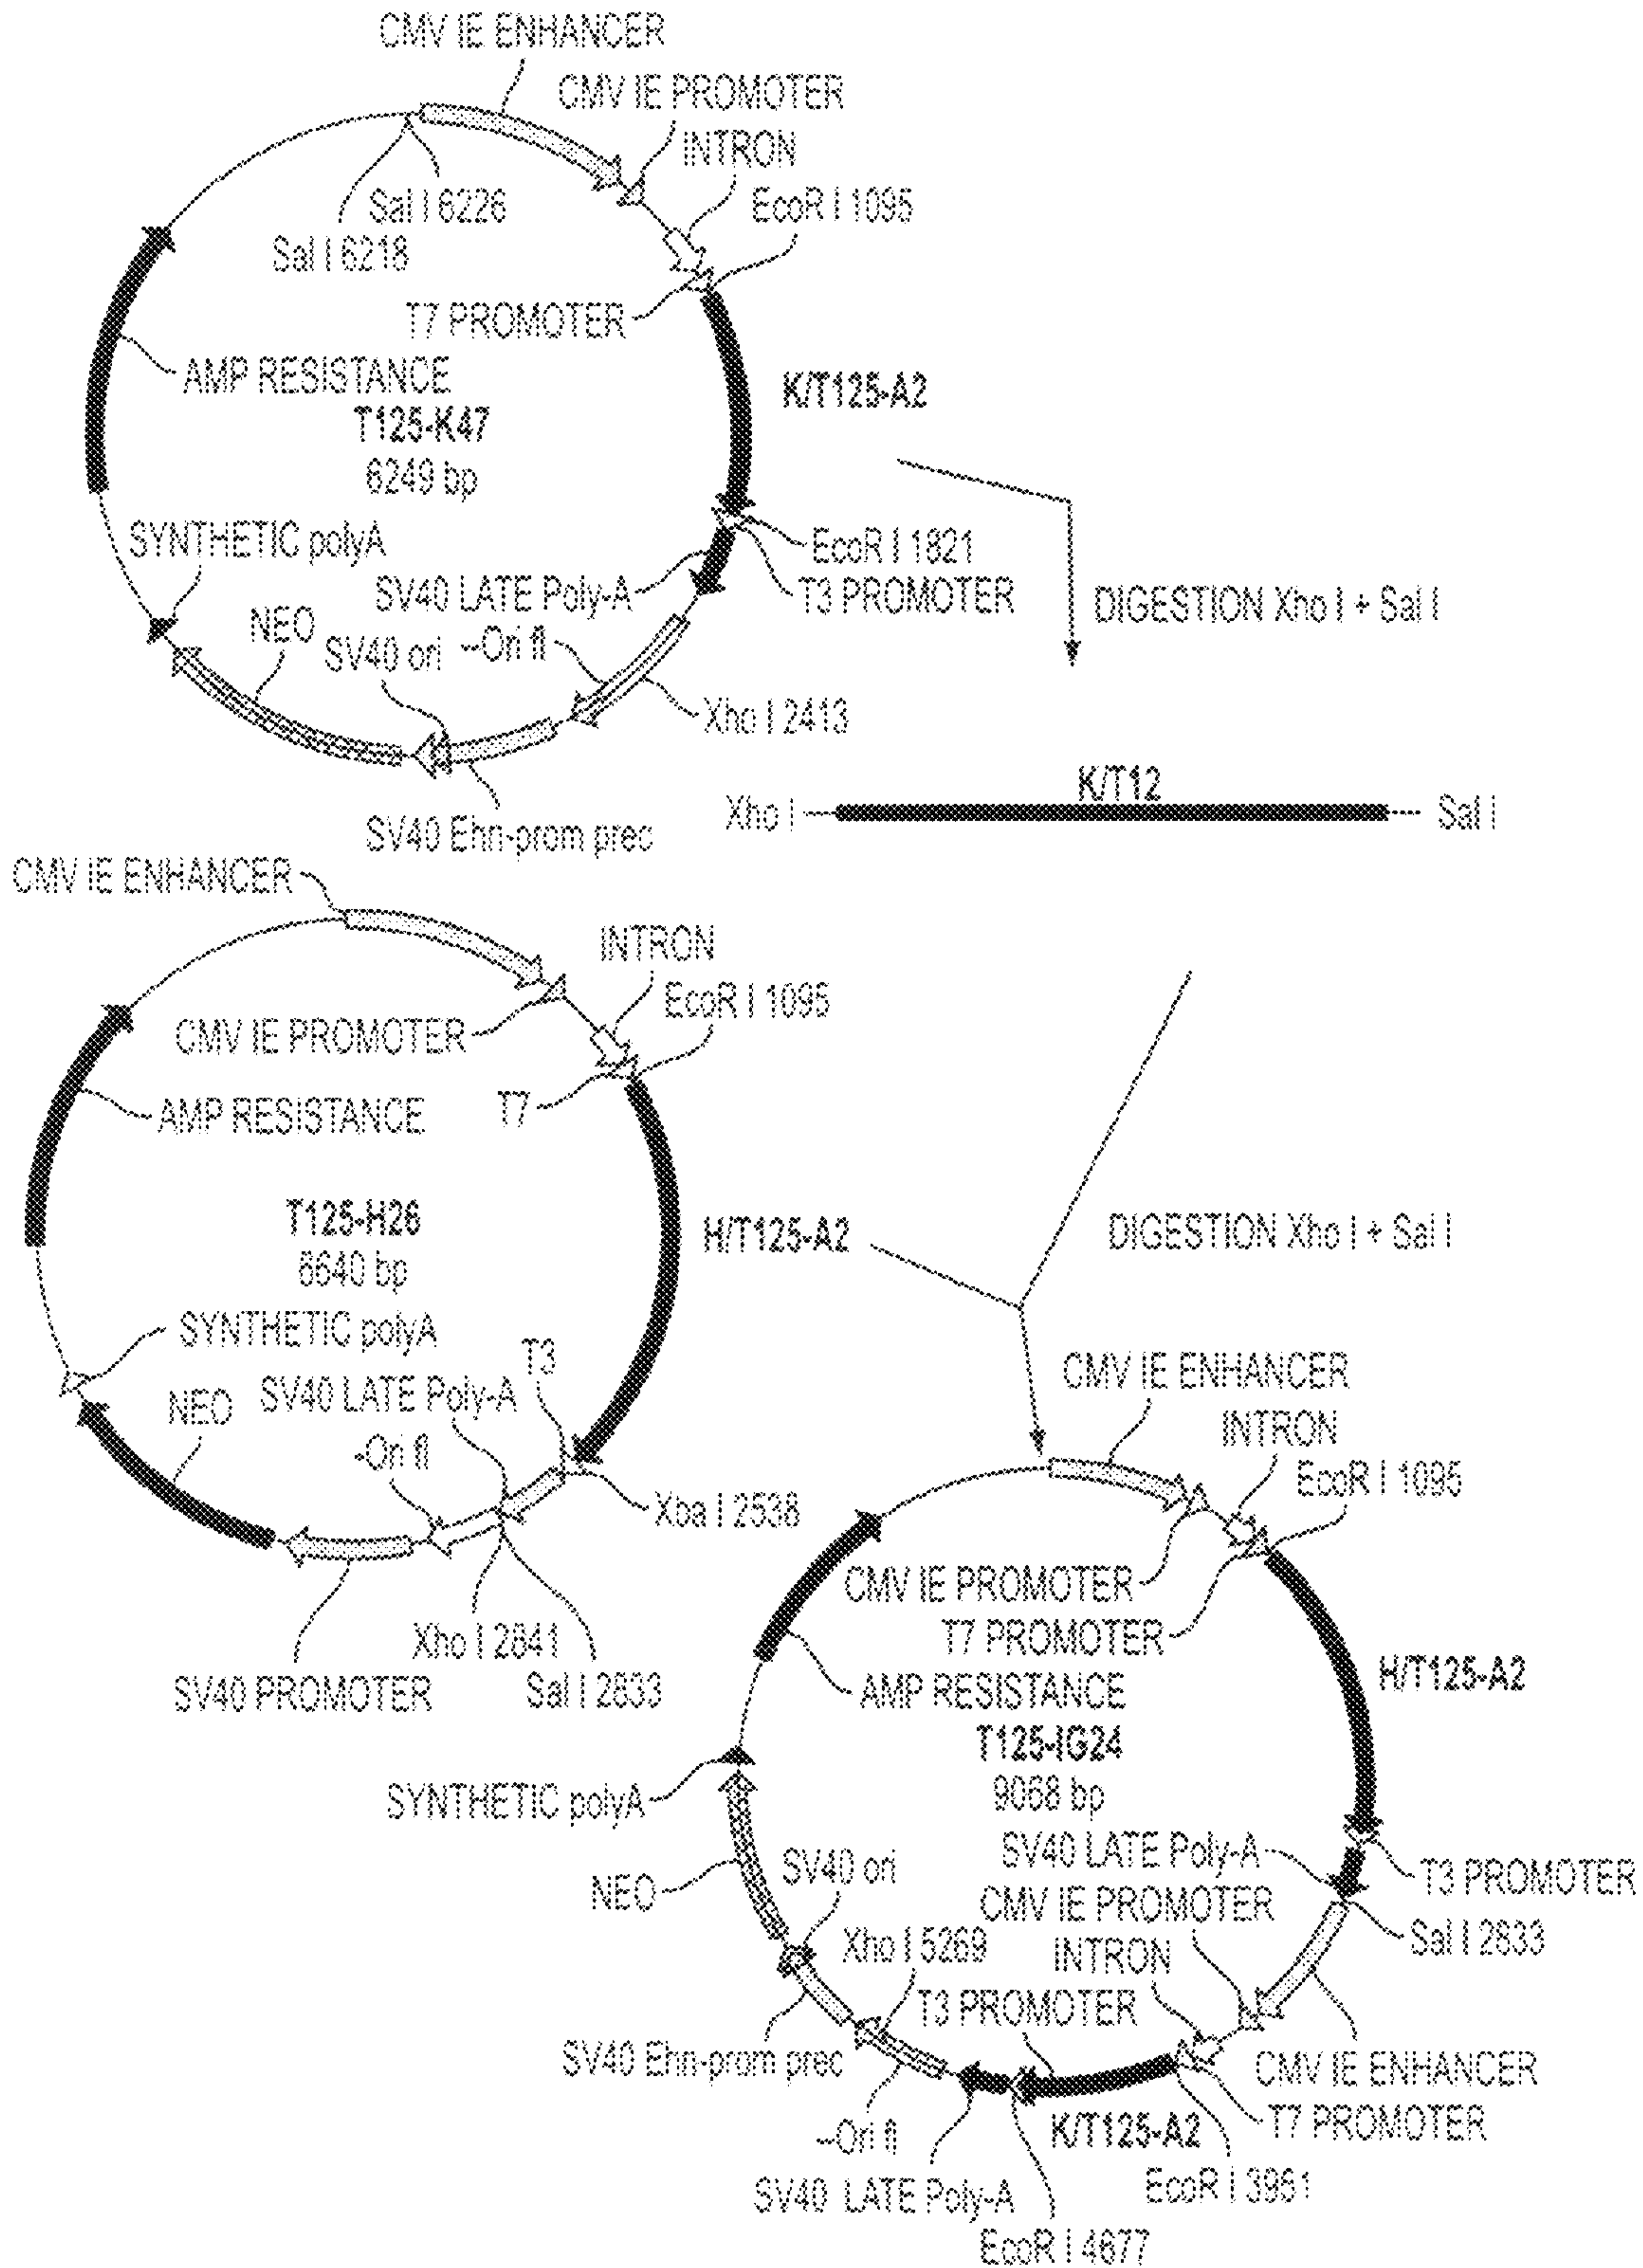 CMV IE ENHANCER
CMV IE PROMOTER
INTRON
EcoR I 1095
Sal I 6226
Sal I 6218
T7 PROMOTER
AMP RESISTANCE
K/T125-A2
T125-K47
6249 bp
SYNTHETIC polyA
EcoR I 1821
SV40 LATE Poly-A
T3 PROMOTER
DIGESTION Xho I + Sal I
NEO
SV40 ori
--Ori fl
Xho I 2413
SV40 Ehn-prom prec
K/T12
Xho I
Sal I
CMV IE ENHANCER
INTRON
EcoR I 1095
CMV IE PROMOTER
T7
AMP RESISTANCE
T125-H26
6640 bp
H/T125-A2
DIGESTION Xho I + Sal I
SYNTHETIC polyA
T3
SV40 LATE Poly-A
NEO
-Ori fl
Xba I 2538
Xho I 2841
Sal I 2833
SV40 PROMOTER
CMV IE ENHANCER
INTRON
EcoR I 1095
CMV IE PROMOTER
T7 PROMOTER
H/T125-A2
AMP RESISTANCE
T125-IG24
9068 bp
SYNTHETIC polyA
SV40 LATE Poly-A
T3 PROMOTER
SV40 ori
NEO
CMV IE PROMOTER
Sal I 2833
Xho I 5269
INTRON
T3 PROMOTER
SV40 Ehn-prom prec
CMV IE ENHANCER
T7 PROMOTER
--Ori fl
K/T125-A2
SV40 LATE Poly-A
EcoR I 3951
EcoR I 4677